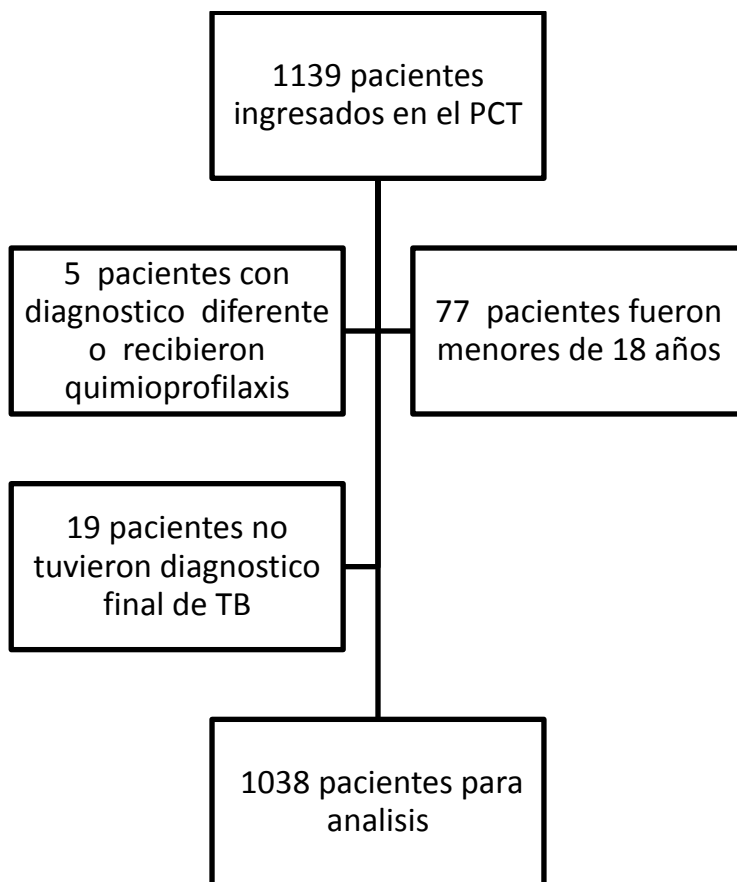 1139 pacientes
ingresados en el PCT
5 pacientes con
diagnostico diferente
o recibieron
quimioprofilaxis
77 pacientes fueron
menores de 18 años
19 pacientes no
tuvieron diagnostico
final de TB
1038 pacientes para
analisis